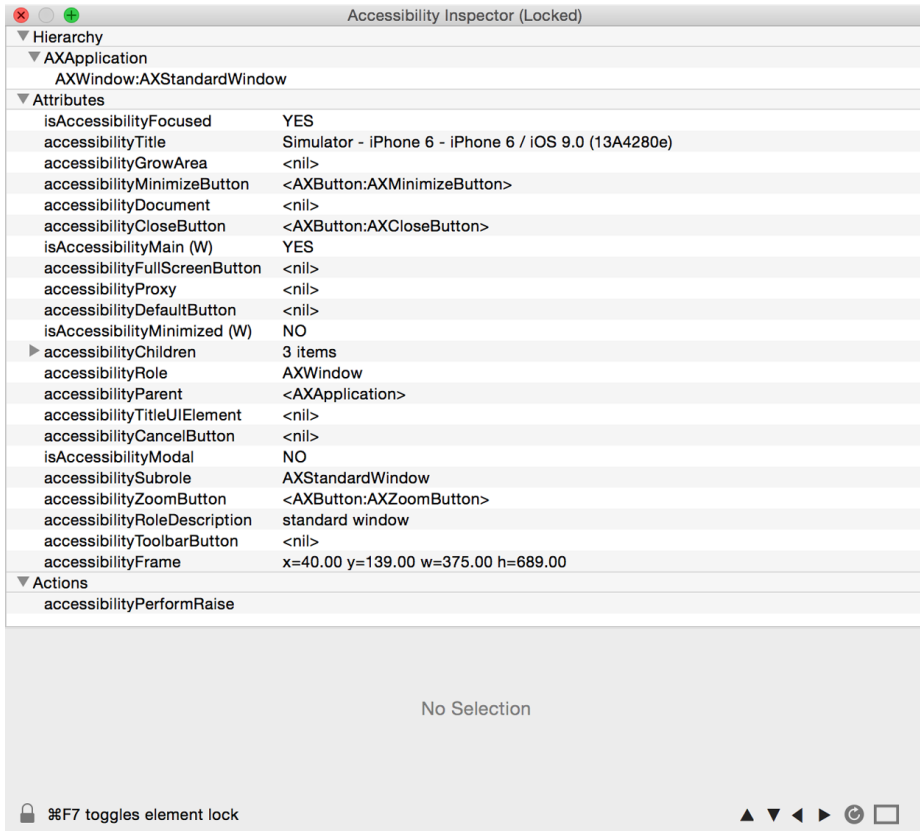 Accessibility Inspector (Locked)
Hierarchy
AXApplication
AXWindow:AXStandardWindow
Attributes
isAccessibilityFocused YES
accessibilityTitle Simulator - iPhone 6 - iPhone 6 / iOS 9.0 (13A4280e)
accessibilityGrowArea <nil>
accessibilityMinimizeButton <AXButton:AXMinimizeButton>
accessibilityDocument <nil>
accessibilityCloseButton <AXButton:AXCloseButton>
isAccessibilityMain (W) YES
accessibilityFullScreenButton <nil>
accessibilityProxy <nil>
accessibilityDefaultButton <nil>
isAccessibilityMinimized (W) NO
accessibilityChildren 3 items
accessibilityRole AXWindow
accessibilityParent <AXApplication>
accessibilityTitleUIElement <nil>
accessibilityCancelButton <nil>
isAccessibilityModal NO
accessibilitySubrole AXStandardWindow
accessibilityZoomButton <AXButton:AXZoomButton>
accessibilityRoleDescription standard window
accessibilityToolbarButton <nil>
accessibilityFrame x=40.00 y=139.00 w=375.00 h=689.00
Actions
accessibilityPerformRaise
No Selection
⌘F7 toggles element lock